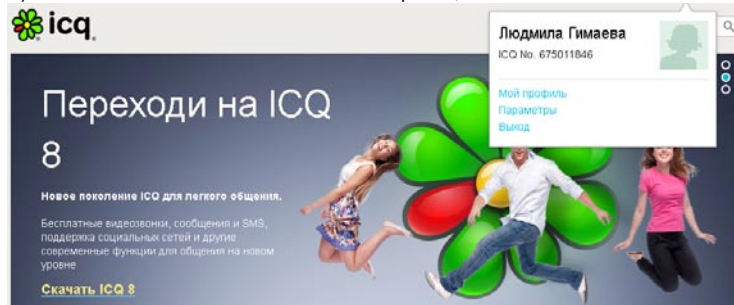 icq
Людмила Гимаева
ICQ No. 675011846
Мой профиль
Параметры
Выход
Переходи на ICQ
8
Новое поколение ICQ для легкого общения.
Бесплатные видеозвонки, сообщения и SMS,
поддержка социальных сетей и другие
современные функции для общения на новом
уровне
Скачать ICQ 8